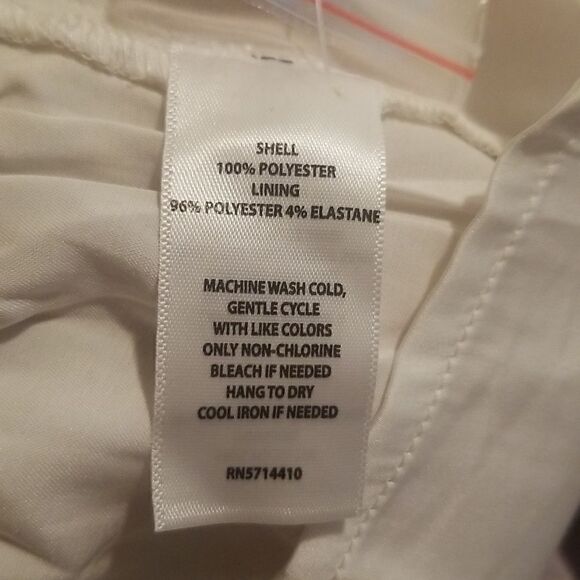 SHELL
100% POLYESTER
LINING
96% POLYESTER 4% ELASTANE
MACHINE WASH COLD,
GENTLE CYCLE
WITH LIKE COLORS
ONLY NON-CHLORINE
BLEACH IF NEEDED
HANG TO DRY
COOL IRON IF NEEDED
RN5714410